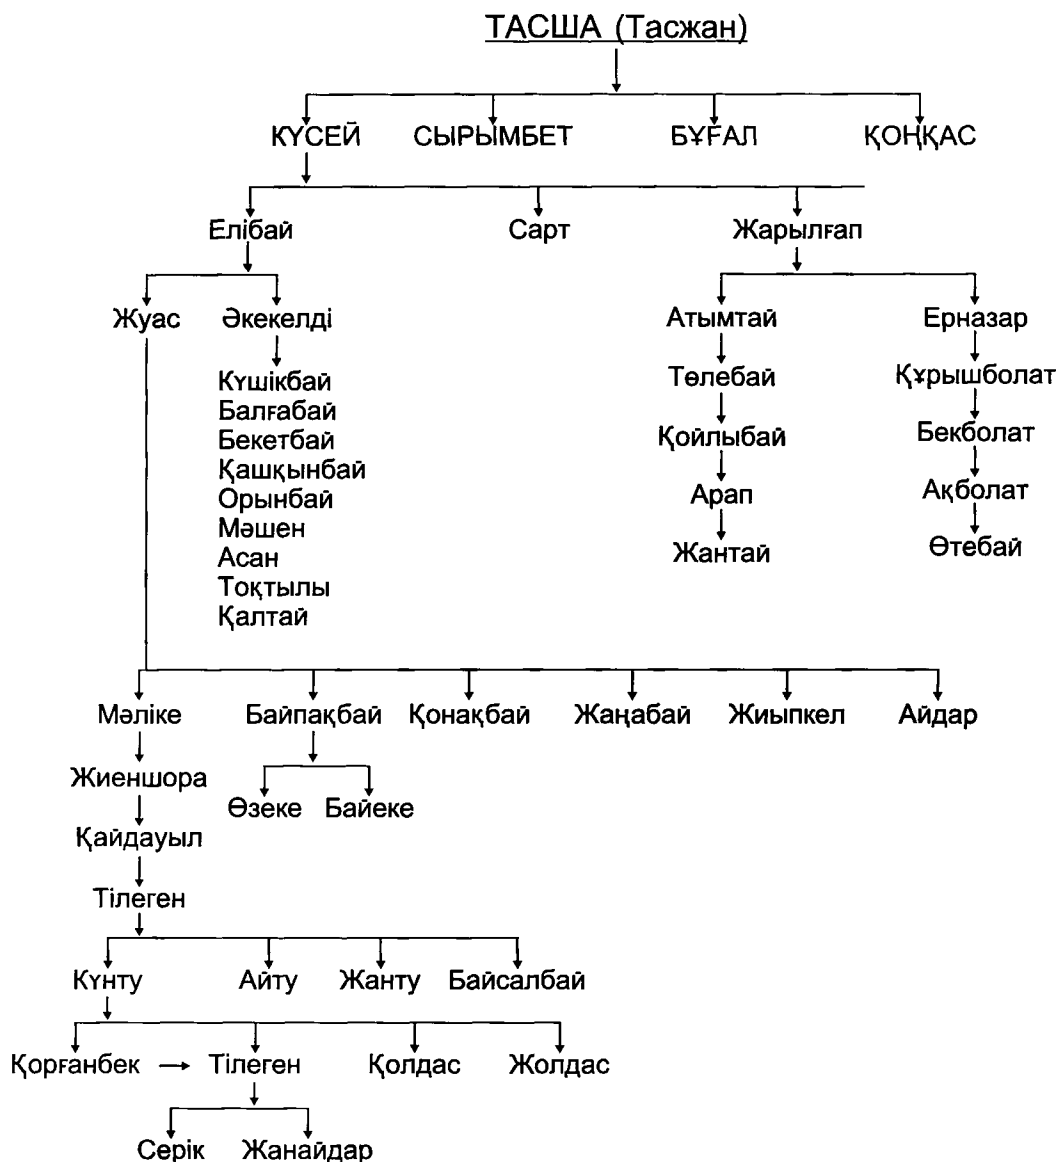 ТАСША (Тасжан)
КҮСЕЙ СЫРЫМБЕТ БҰҒАЛ ҚОҢҚАС
Елібай Сарт Жарылғап
Жуас Әкекелді Атымтай Ерназар
Күшікбай Төлебай Құрышболат
Балғабай
Бекетбай Қойлыбай Бекболат
Қашқынбай
Орынбай Арап Ақболат
Мәшен
Асан Жантай Өтебай
Тоқтылы
Қалтай
Мәліке Байпақбай Қонақбай Жаңабай Жиыпкел Айдар
Жиеншора
Өзеке Байеке
Қайдауыл
Тілеген
Күнту Айту Жанту Байсалбай
Қорғанбек Тілеген Қолдас Жолдас
Серік Жанайдар